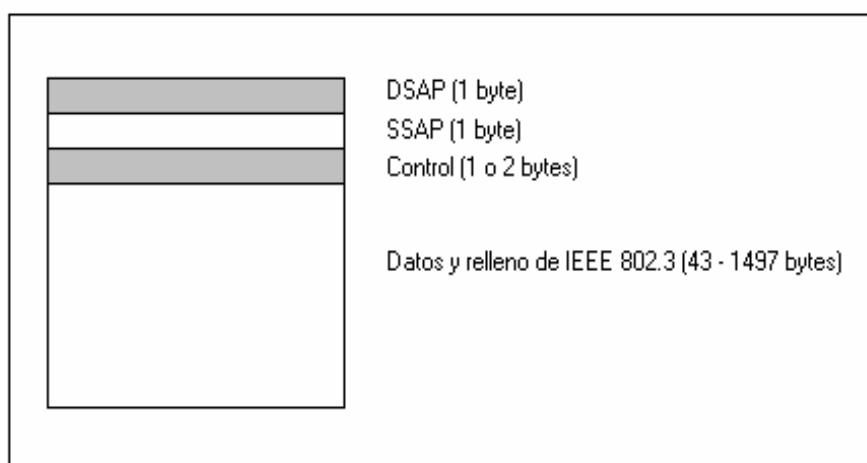 DSAP (1 byte)
SSAP (1 byte)
Control (1 o 2 bytes)
Datos y relleno de IEEE 802.3 (43 - 1497 bytes)